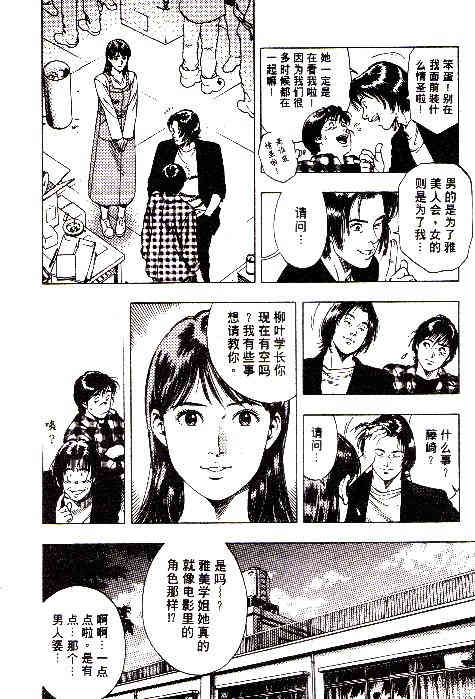 笨蛋！别在
我面前装什
么情圣啦！
她一定是
在看我啦！
因为我们很
多时候都在
一起嘛！
男的是为了雅
美人会，女的
则是为了我…
请问…
什么事？
藤崎？
请问…
柳叶学长你
现在有空吗
？我有些事
想请教你。
咦？
是吗…？
雅美学姐她真的
就像电影里的
角色那样!?
啊啊…一点
点啦。是有
点…那个…
男人婆…